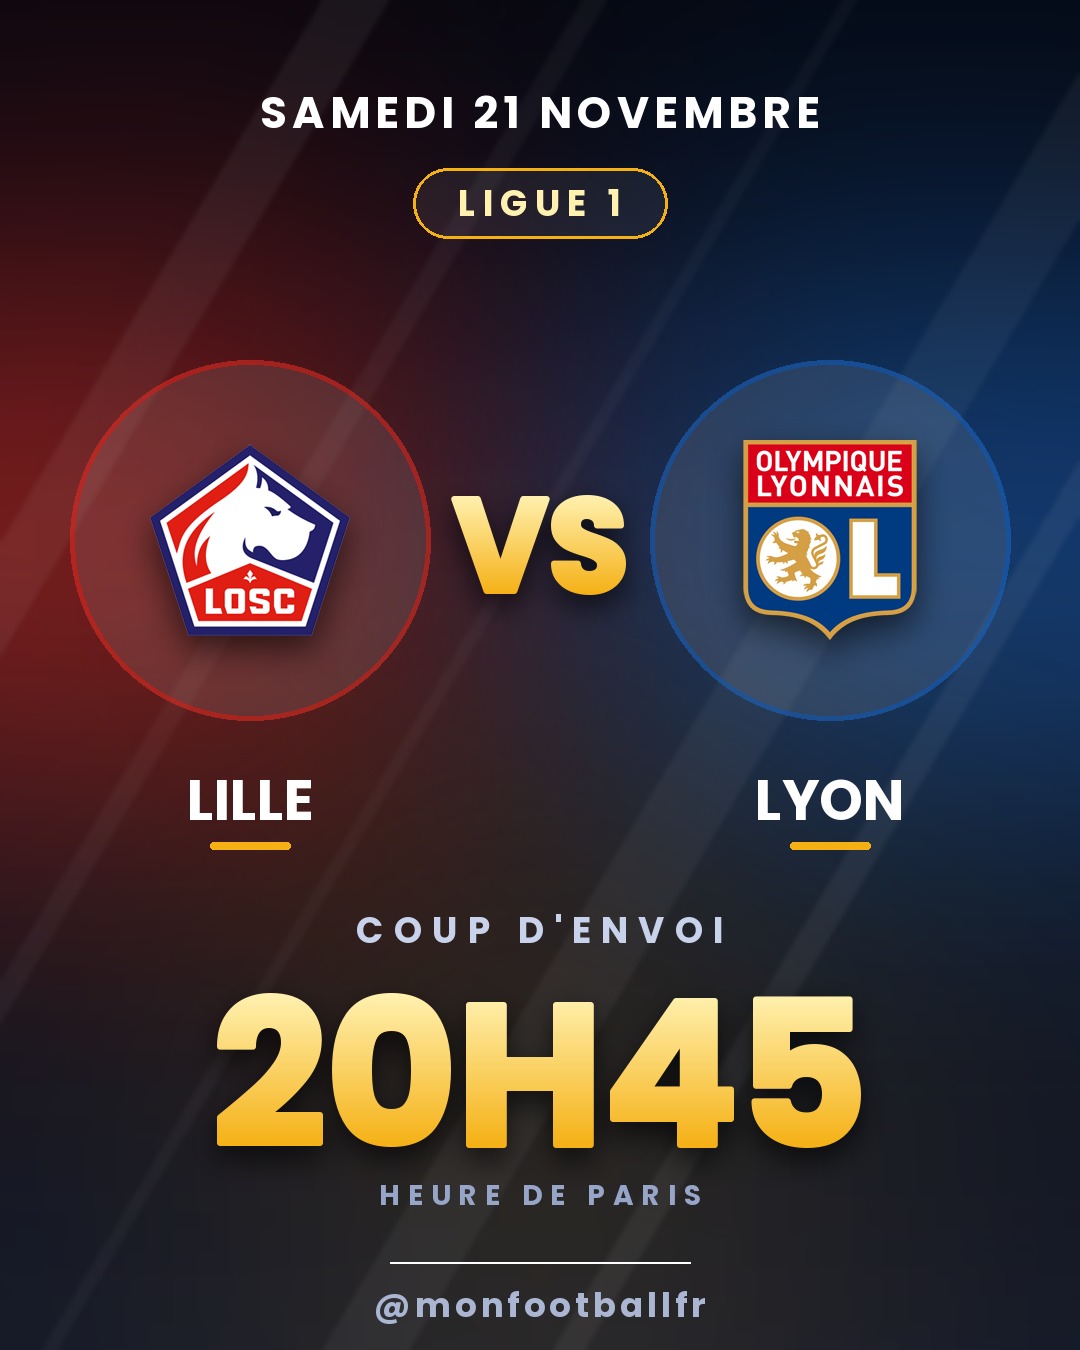 SAMEDI 21 NOVEMBRE
LIGUE 1
LOSC
VS
OLYMPIQUE
LYONNAIS
OL
LILLE
LYON
COUP D'ENVOI
20H45
HEURE DE PARIS
@monfootballfr